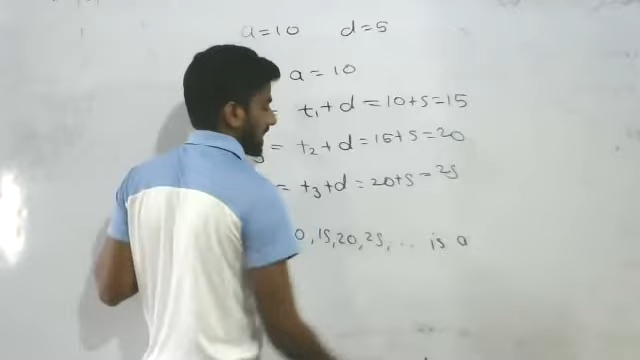 a = 10 d = 5
a = 10
= t₁ + d = 10 + 5 = 15
= t₂ + d = 15 + 5 = 20
= t₃ + d = 20 + 5 = 25
0, 15, 20, 25, ... is a